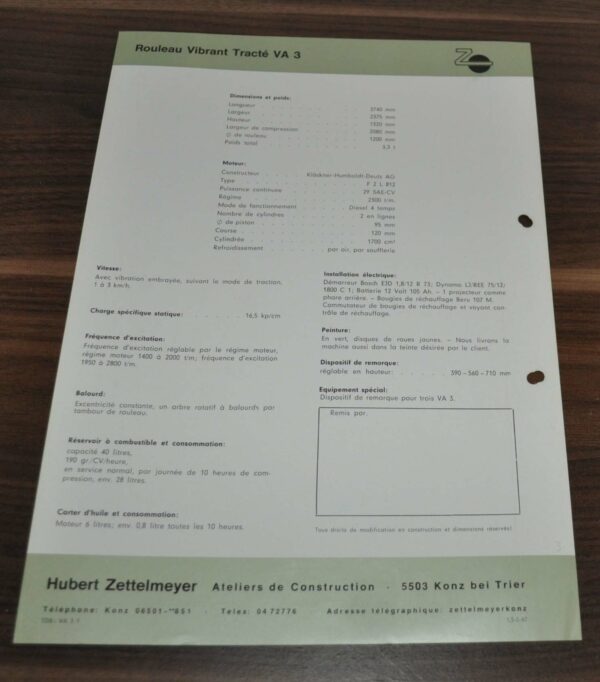 Rouleau Vibrant Tracté VA 3
Dimensions et poids:
Longueur . . . . . 3740 mm
Largeur . . . . . 2375 mm
Hauteur . . . . . 1520 mm
Largeur de compression . . . . . 2080 mm
∅ de rouleau . . . . . 1200 mm
Poids total . . . . . 5,5 t
Moteur:
Constructeur . . . . . Klöckner-Humboldt-Deutz AG
Type . . . . . F 2 L 812
Puissance continue . . . . . 29 SAE-CV
Régime . . . . . 2300 t/m.
Mode de fonctionnement . . . . . Diesel 4 temps
Nombre de cylindres . . . . . 2 en lignes
∅ de piston . . . . . 95 mm
Course . . . . . 120 mm
Cylindrée . . . . . 1700 cm³
Refroidissement . . . . . par air, par soufflerie
Vitesse:
Avec vibration embrayée, suivant le mode de traction.
1 à 3 km/h.
Charge spécifique statique: . . . . . 16,5 kp/cm
Fréquence d'excitation:
Fréquence d'excitation réglable par le régime moteur,
régime moteur 1400 à 2000 t/m; fréquence d'excitation
1950 à 2800 t/m.
Balourd:
Excentricité constante, un arbre rotatif à balourds par
tambour de rouleau.
Réservoir à combustible et consommation:
capacité 40 litres,
190 gr/CV/heure,
en service normal, par journée de 10 heures de com-
pression, env. 28 litres.
Carter d'huile et consommation:
Moteur 6 litres; env. 0,8 litre toutes les 10 heures.
Installation électrique:
Démarreur Bosch EJD 1,8/12 R 73; Dynamo LJ/REE 75/12/
1800 C 1; Batterie 12 Volt 105 Ah. – 1 projecteur comme
phare arrière. – Bougies de réchauffage Beru 107 M.
Commutateur de bougies de réchauffage et voyant con-
trôle de réchauffage.
Peinture:
En vert, disques de roues jaunes. – Nous livrons la
machine aussi dans la teinte désirée par le client.
Dispositif de remarque:
réglable en hauteur: . . . . . 390–560–710 mm
Equipement spécial:
Dispositif de remarque pour trois VA 3.
Remis par:
Tous droits de modification en construction et dimensions réservés!
3
Hubert Zettelmeyer Ateliers de Construction · 5503 Konz bei Trier
Téléphone: Konz 06501-**851 · Telex: 04 72776 · Adresse télégraphique: zettelmeyerkonz